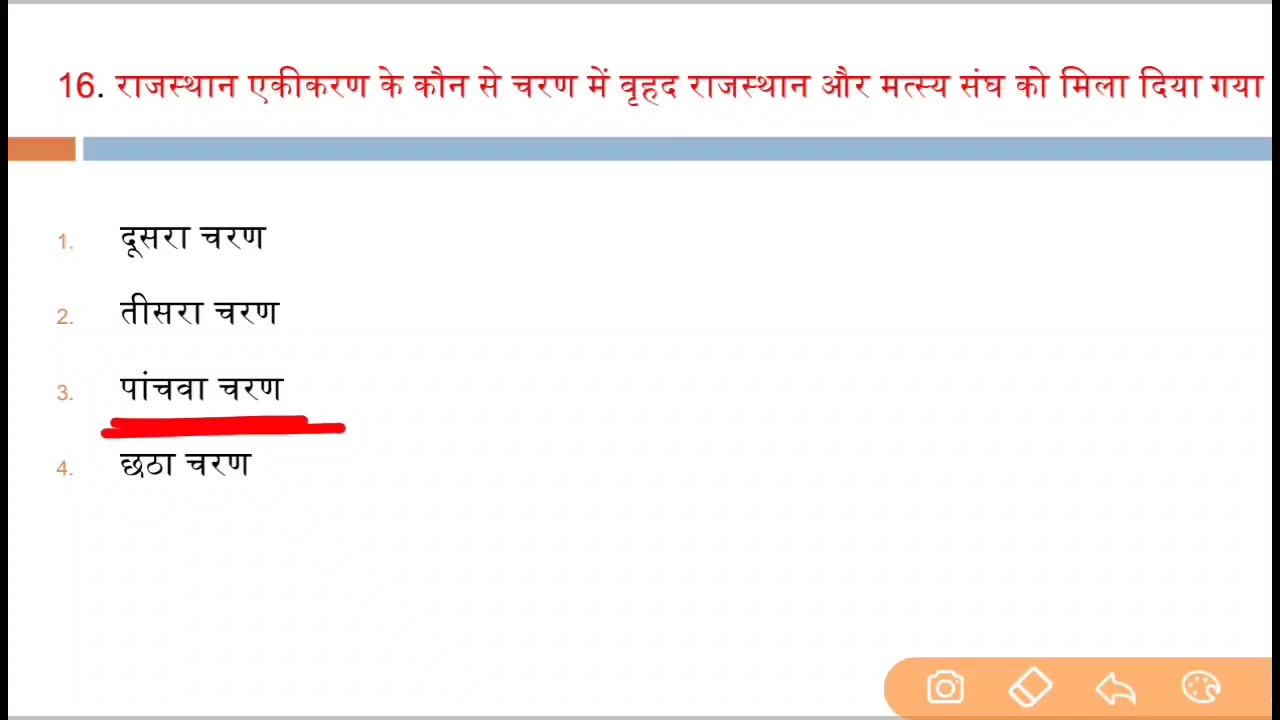 16. राजस्थान एकीकरण के कौन से चरण में वृहद राजस्थान और मत्स्य संघ को मिला दिया गया
1. दूसरा चरण
2. तीसरा चरण
3. पांचवा चरण
4. छठा चरण